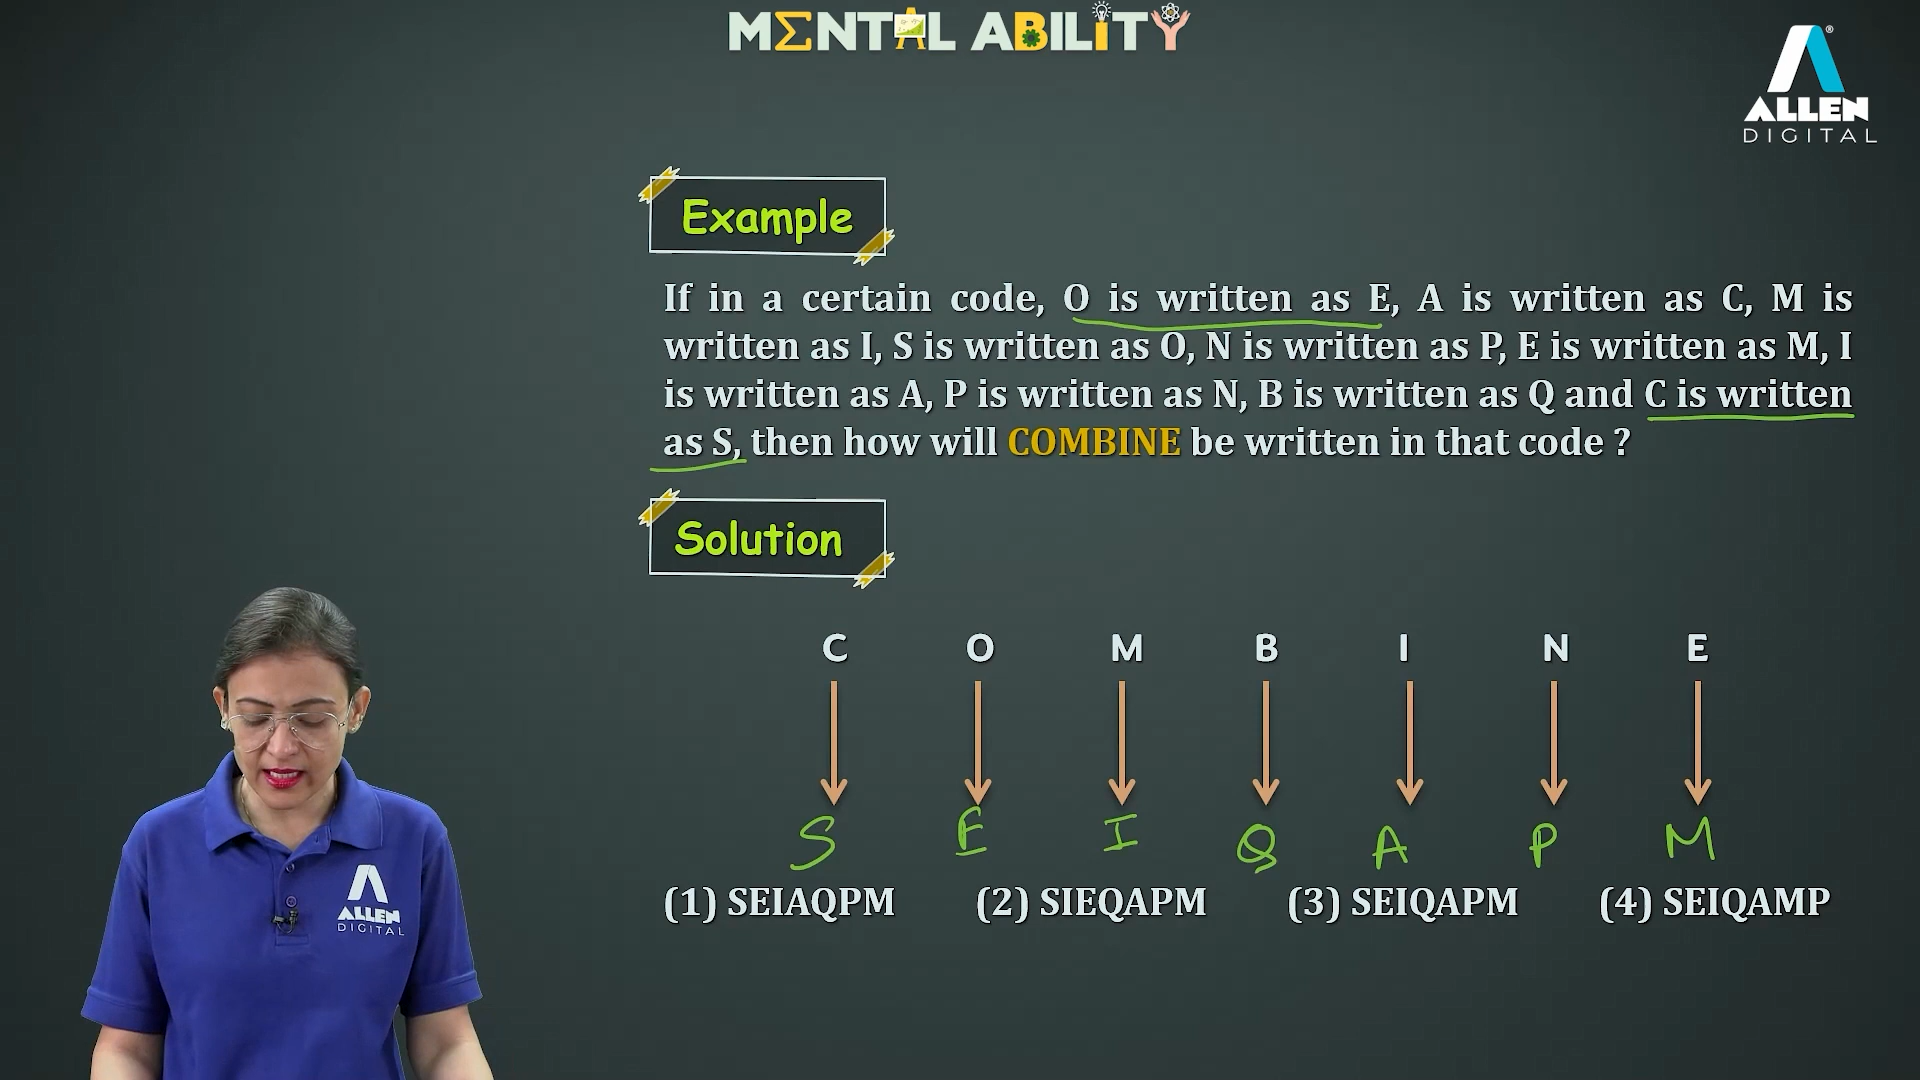 MΣNTAL ABILITY
ALLEN
DIGITAL
Example
If in a certain code, O is written as E, A is written as C, M is
written as I, S is written as O, N is written as P, E is written as M, I
is written as A, P is written as N, B is written as Q and C is written
as S, then how will COMBINE be written in that code ?
Solution
C O M B I N E
S E I Q A P M
(1) SEIAQPM (2) SIEQAPM (3) SEIQAPM (4) SEIQAMP
ALLEN
DIGITAL